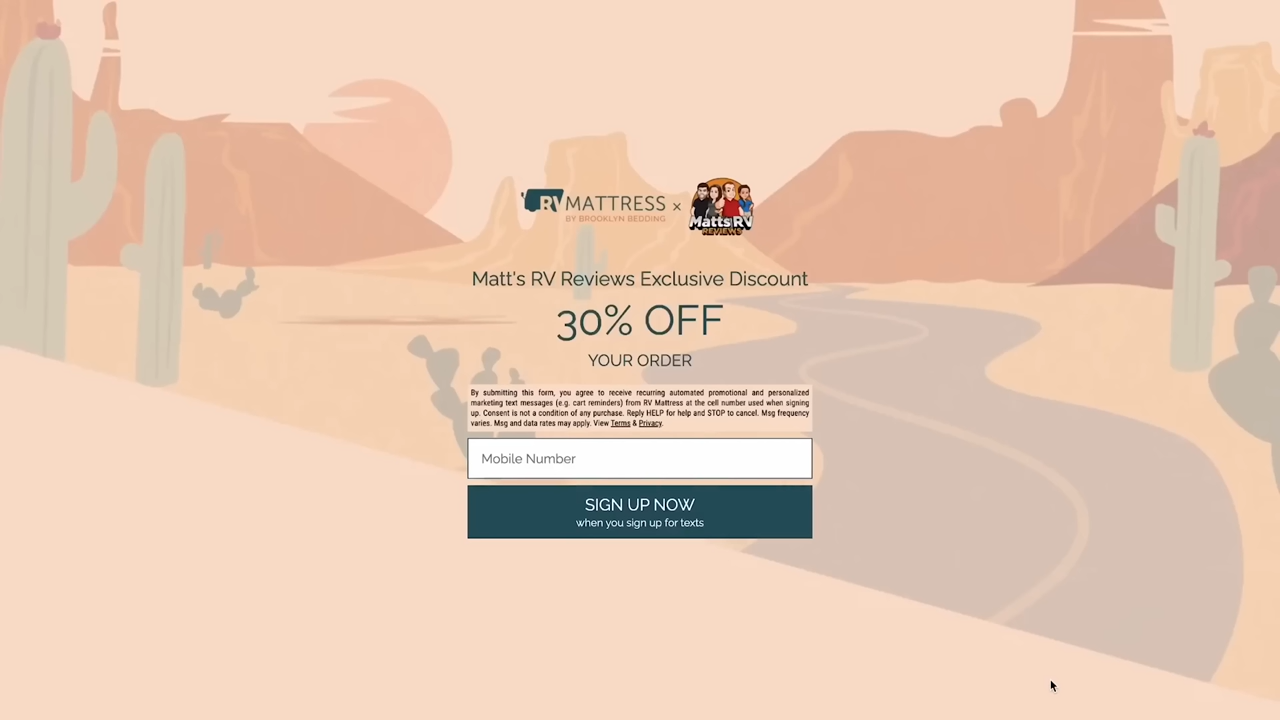 RV MATTRESS
BY BROOKLYN BEDDING
×
Matts RV
REVIEWS
Matt's RV Reviews Exclusive Discount
30% OFF
YOUR ORDER
By submitting this form, you agree to receive recurring automated promotional and personalized
marketing text messages (e.g. cart reminders) from RV Mattress at the cell number used when signing
up. Consent is not a condition of any purchase. Reply HELP for help and STOP to cancel. Msg frequency
varies. Msg and data rates may apply. View Terms & Privacy.
Mobile Number
SIGN UP NOW
when you sign up for texts